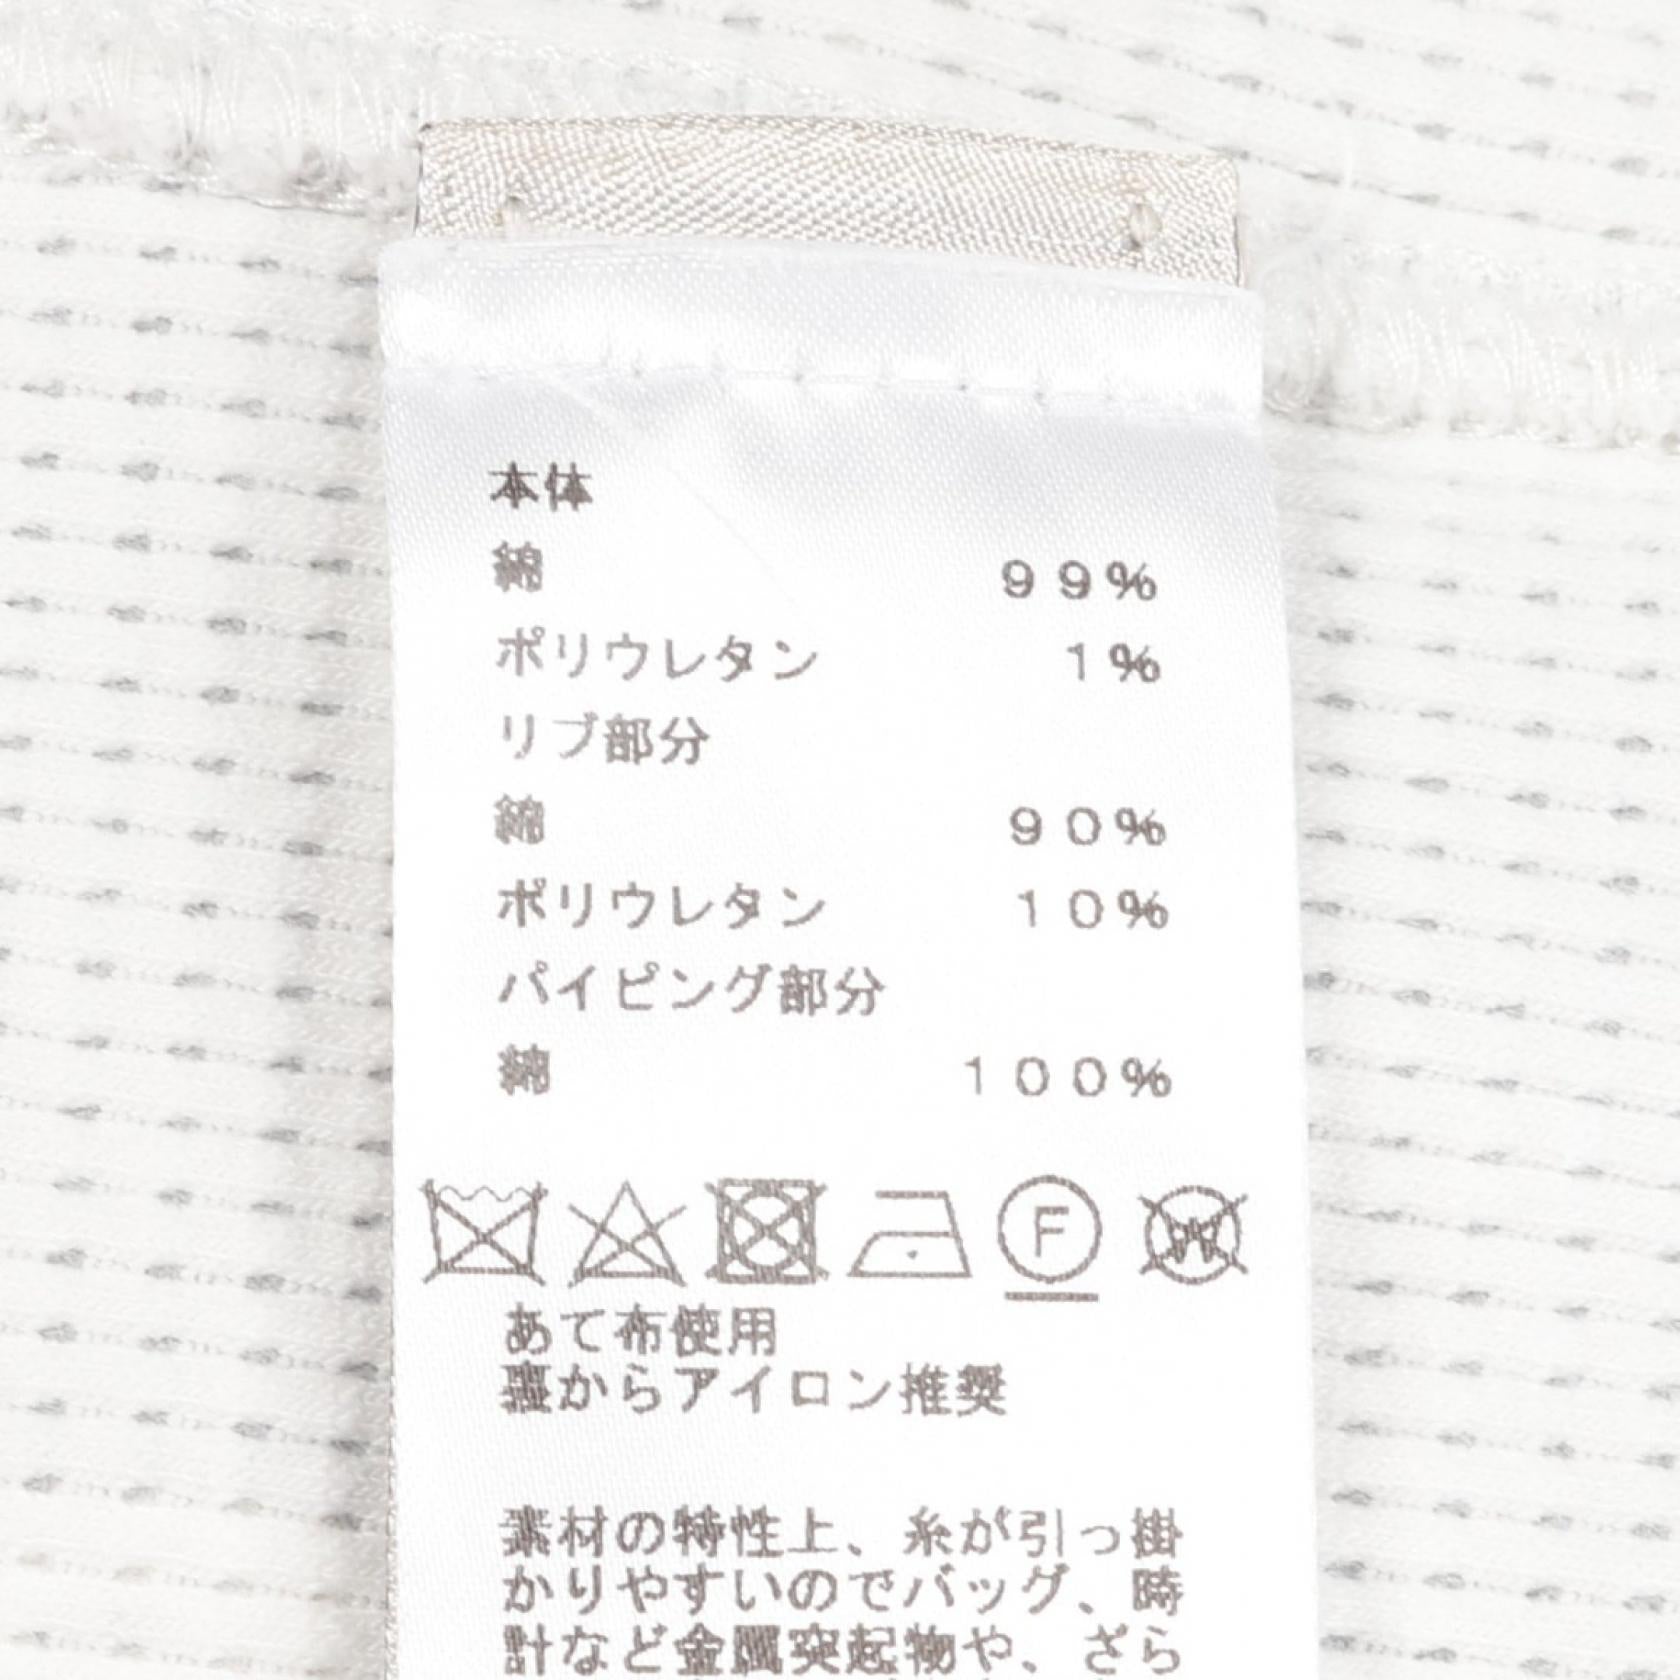 本体
綿 99%
ポリウレタン 1%
リブ部分
綿 90%
ポリウレタン 10%
パイピング部分
綿 100%
F W
あて布使用
裏からアイロン推奨
素材の特性上、糸が引っ掛
かりやすいのでバッグ、時
計など金属突起物や、ざら